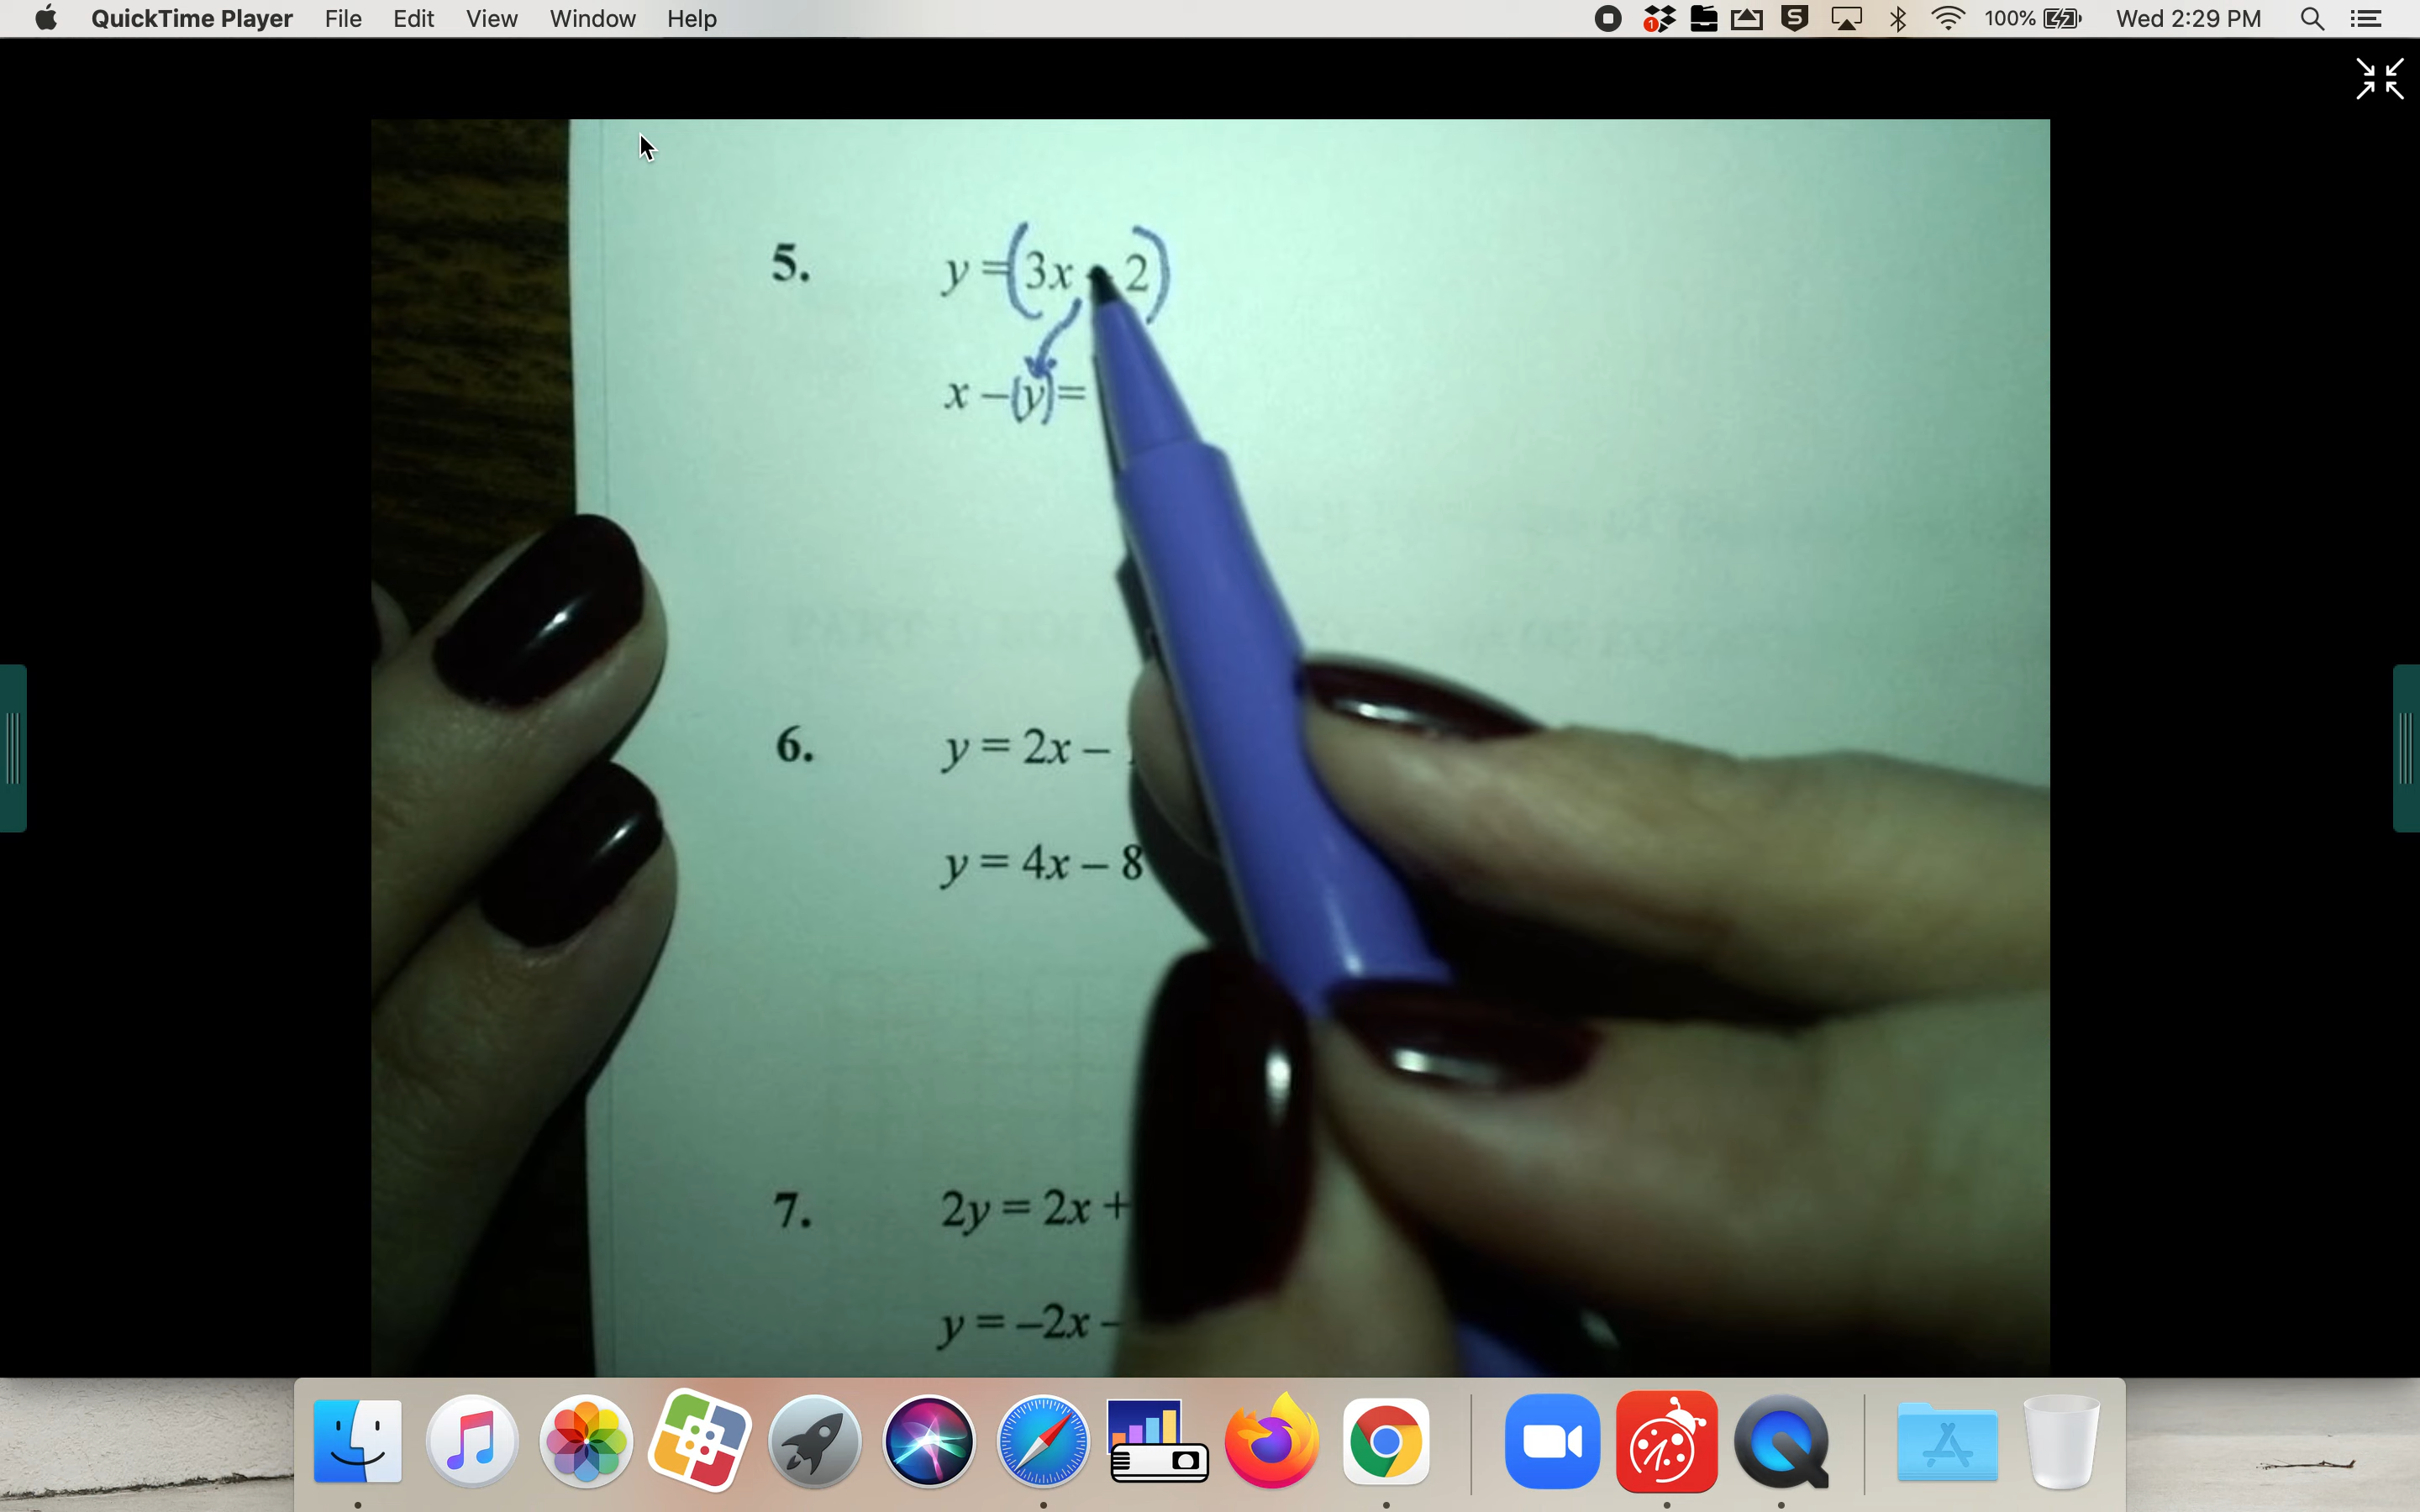 QuickTime Player File Edit View Window Help 1 S 100% Wed 2:29 PM
5. y = (3x - 2)
x – (y) =
6. y = 2x –
y = 4x – 8
7. 2y = 2x +
y = –2x –